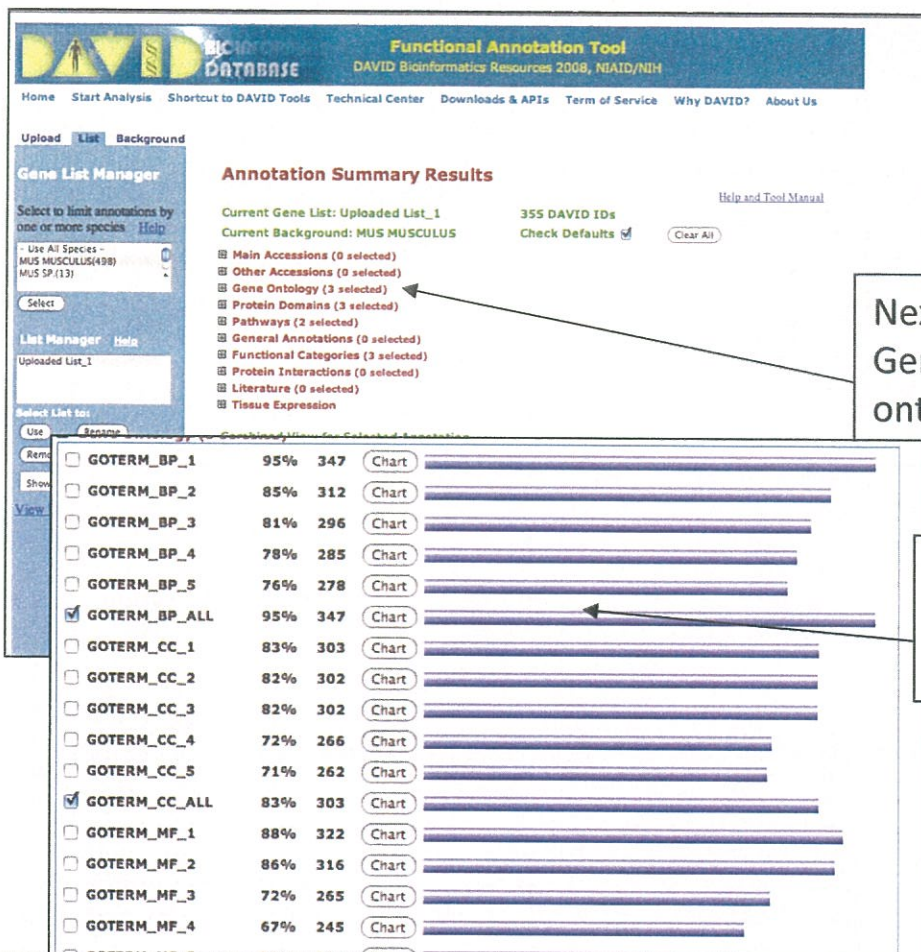 DAVID BIOINFORMATICS DATABASE
Functional Annotation Tool
DAVID Bioinformatics Resources 2008, NIAID/NIH
Home Start Analysis Shortcut to DAVID Tools Technical Center Downloads & APIs Term of Service Why DAVID? About Us
Upload List Background
Gene List Manager
Select to limit annotations by
one or more species Help
- Use All Species -
MUS MUSCULUS(498)
MUS SP.(13)
Select
List Manager Help
Uploaded List_1
Select List to:
Use Rename
Show
View
Annotation Summary Results
Help and Tool Manual
Current Gene List: Uploaded List_1 355 DAVID IDs
Current Background: MUS MUSCULUS Check Defaults Clear All
Main Accessions (0 selected)
Other Accessions (0 selected)
Gene Ontology (3 selected)
Protein Domains (3 selected)
Pathways (2 selected)
General Annotations (0 selected)
Functional Categories (3 selected)
Protein Interactions (0 selected)
Literature (0 selected)
Tissue Expression
Combined View for Selected Annotation
GOTERM_BP_1 95% 347 Chart
GOTERM_BP_2 85% 312 Chart
GOTERM_BP_3 81% 296 Chart
GOTERM_BP_4 78% 285 Chart
GOTERM_BP_5 76% 278 Chart
GOTERM_BP_ALL 95% 347 Chart
GOTERM_CC_1 83% 303 Chart
GOTERM_CC_2 82% 302 Chart
GOTERM_CC_3 82% 302 Chart
GOTERM_CC_4 72% 266 Chart
GOTERM_CC_5 71% 262 Chart
GOTERM_CC_ALL 83% 303 Chart
GOTERM_MF_1 88% 322 Chart
GOTERM_MF_2 86% 316 Chart
GOTERM_MF_3 72% 265 Chart
GOTERM_MF_4 67% 245 Chart